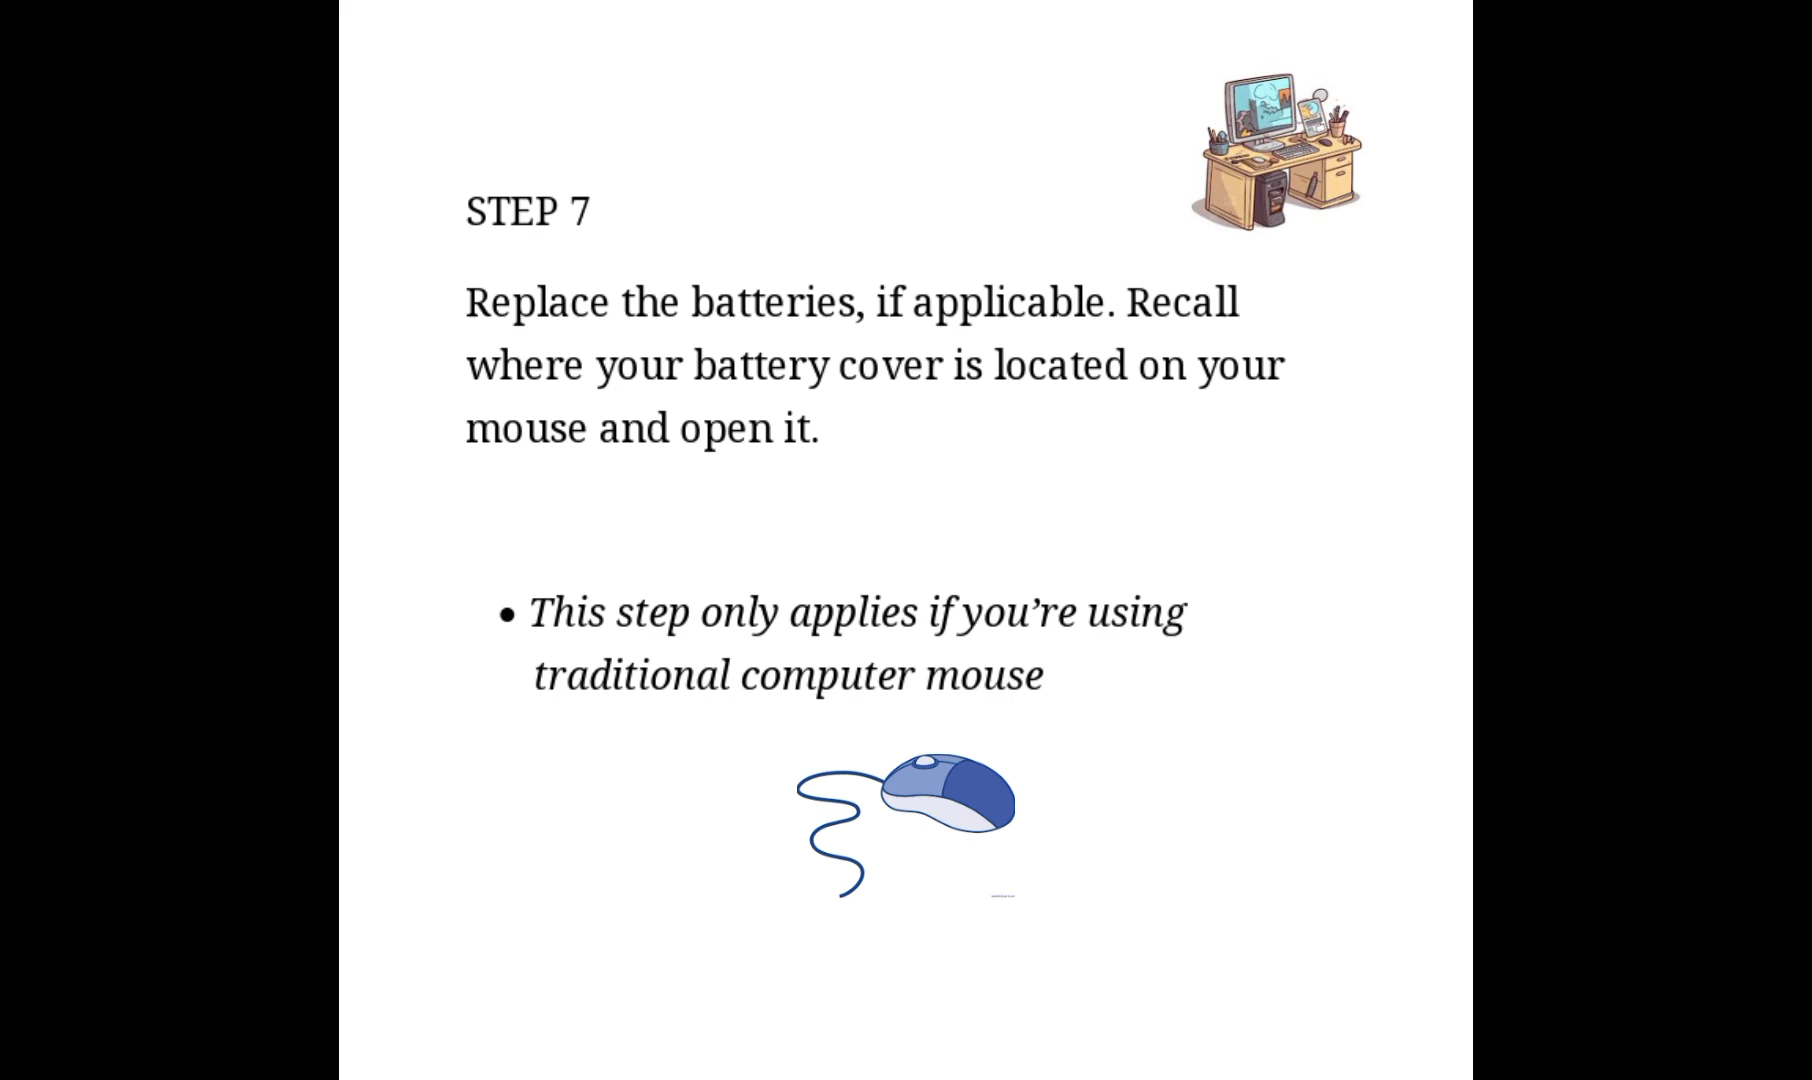 STEP 7
Replace the batteries, if applicable. Recall
where your battery cover is located on your
mouse and open it.
• This step only applies if you’re using
traditional computer mouse